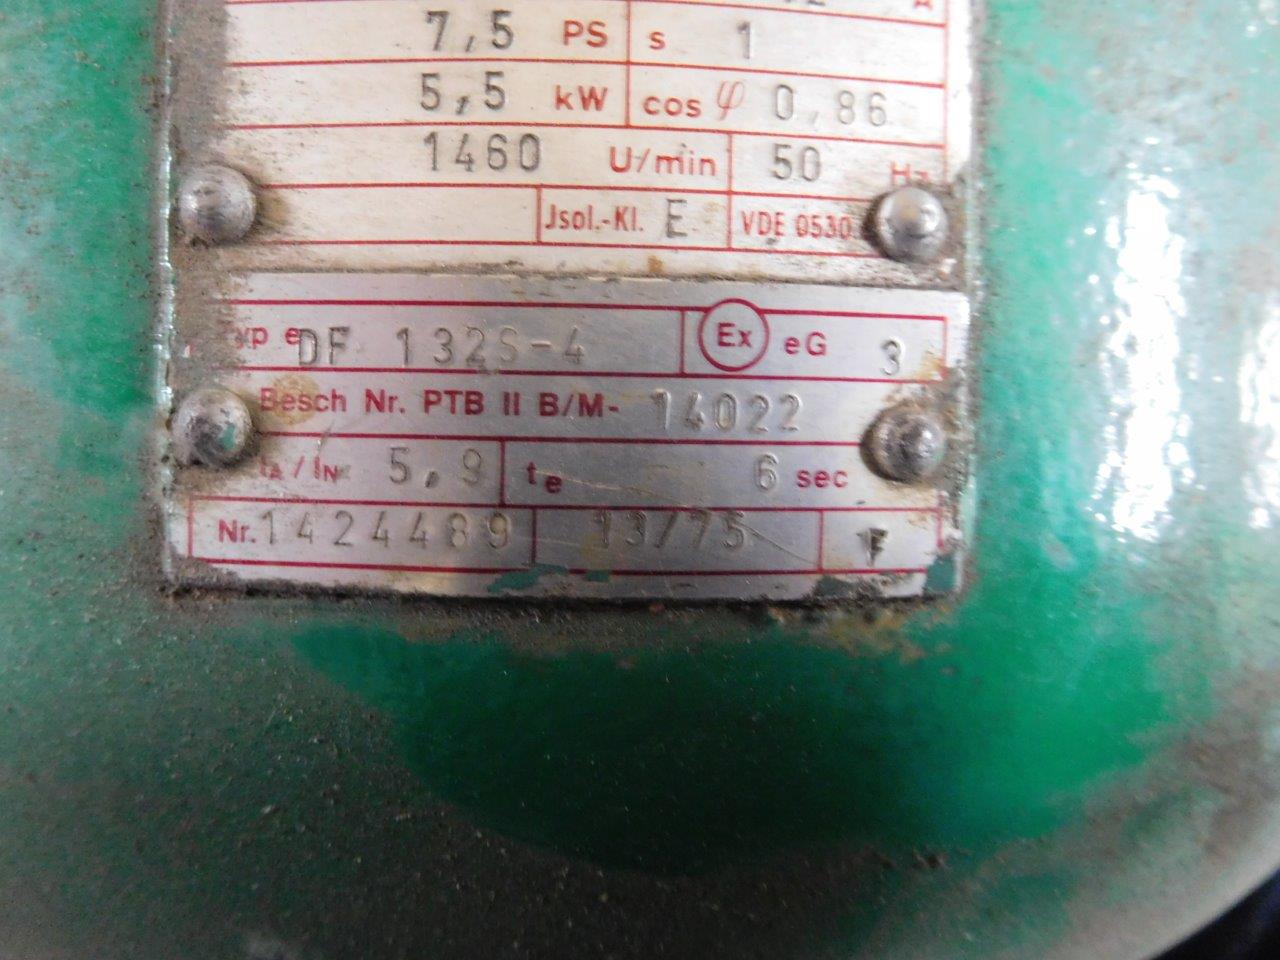 7,5 PS s 1
5,5 kW cos φ 0,86
1460 U/min 50 Hz
Jsol.-Kl. E VDE 0530
Typ e DF 132S-4 Ex eG 3
Besch Nr. PTB II B/M- 14022
IA/IN 5,9 te 6 sec
Nr. 1424489 13/75 F